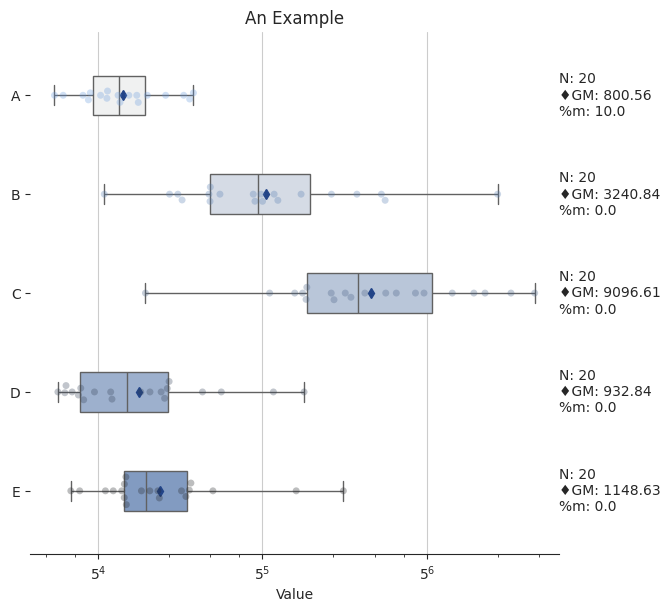 An Example
A
N: 20
♦GM: 800.56
%m: 10.0
B
N: 20
♦GM: 3240.84
%m: 0.0
C
N: 20
♦GM: 9096.61
%m: 0.0
D
N: 20
♦GM: 932.84
%m: 0.0
E
N: 20
♦GM: 1148.63
%m: 0.0
5⁴ 5⁵ 5⁶
Value